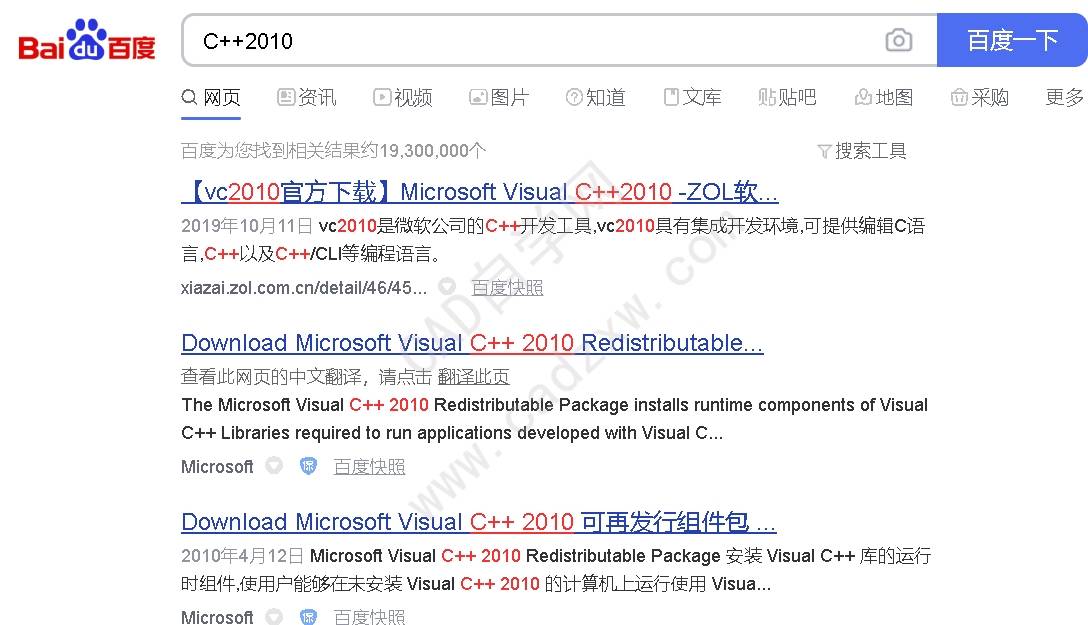 Bai du 百度
C++2010
百度一下
网页 资讯 视频 图片 知道 文库 贴吧 地图 采购 更多
百度为您找到相关结果约19,300,000个
搜索工具
【vc2010官方下载】Microsoft Visual C++2010 -ZOL软...
2019年10月11日 vc2010是微软公司的C++开发工具,vc2010具有集成开发环境,可提供编辑C语
言,C++以及C++/CLI等编程语言。
xiazai.zol.com.cn/detail/46/45... 百度快照
Download Microsoft Visual C++ 2010 Redistributable...
查看此网页的中文翻译，请点击 翻译此页
The Microsoft Visual C++ 2010 Redistributable Package installs runtime components of Visual
C++ Libraries required to run applications developed with Visual C...
Microsoft 保 百度快照
Download Microsoft Visual C++ 2010 可再发行组件包 ...
2010年4月12日 Microsoft Visual C++ 2010 Redistributable Package 安装 Visual C++ 库的运行
时组件,使用户能够在未安装 Visual C++ 2010 的计算机上运行使用 Visua...
Microsoft 保 百度快照
CAD自学网
www.cadzxw.com